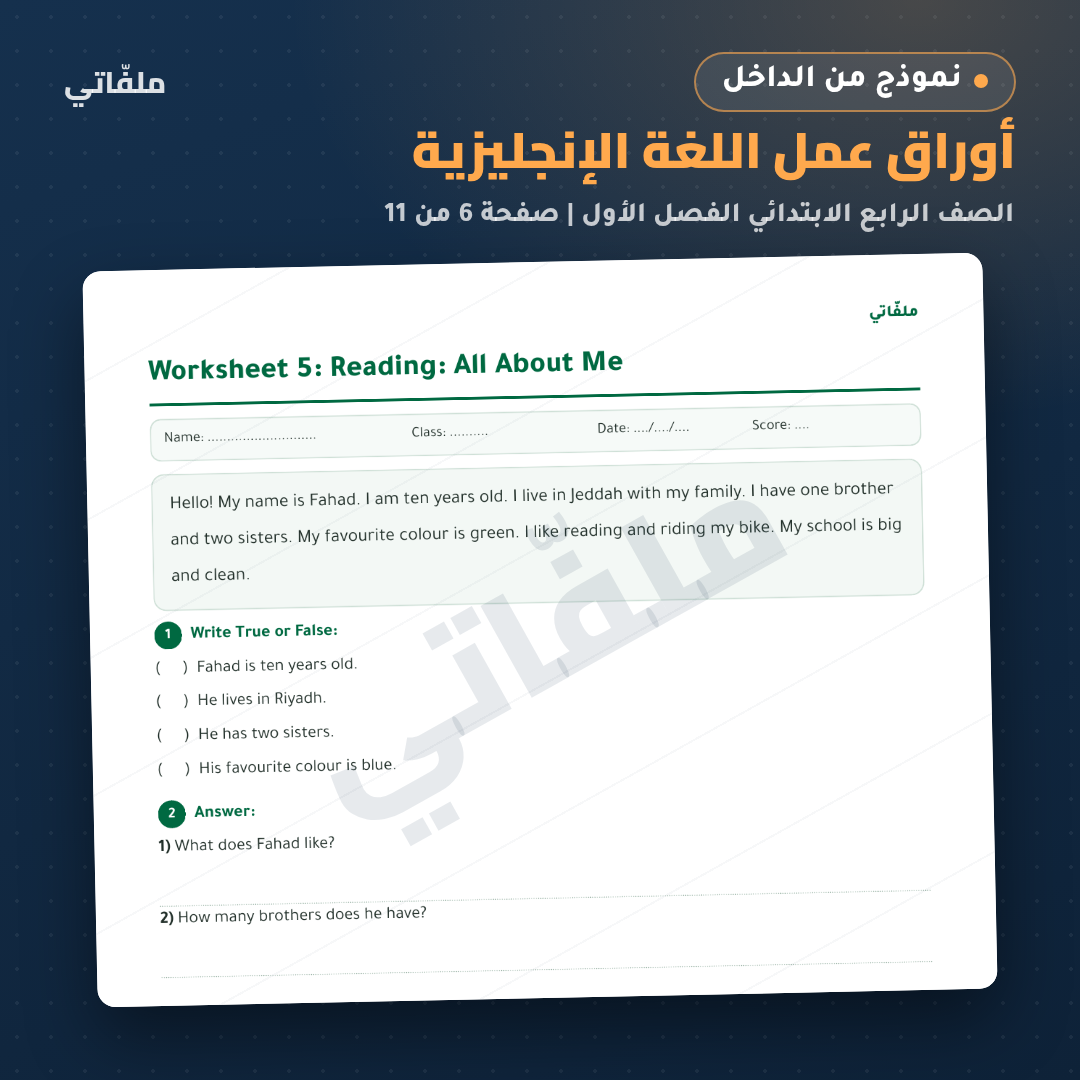 نموذج من الداخل
ملفّاتي
أوراق عمل اللغة الإنجليزية
الصف الرابع الابتدائي الفصل الأول | صفحة 6 من 11
ملفّاتي
Worksheet 5: Reading: All About Me
Name: ............................ Class: .......... Date: ..../..../.... Score: ....
Hello! My name is Fahad. I am ten years old. I live in Jeddah with my family. I have one brother
and two sisters. My favourite colour is green. I like reading and riding my bike. My school is big
and clean.
1 Write True or False:
( ) Fahad is ten years old.
( ) He lives in Riyadh.
( ) He has two sisters.
( ) His favourite colour is blue.
2 Answer:
1) What does Fahad like?
2) How many brothers does he have?
ملفّاتي